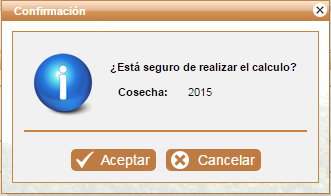 Confirmación
¿Está seguro de realizar el calculo?
Cosecha: 2015
Aceptar Cancelar